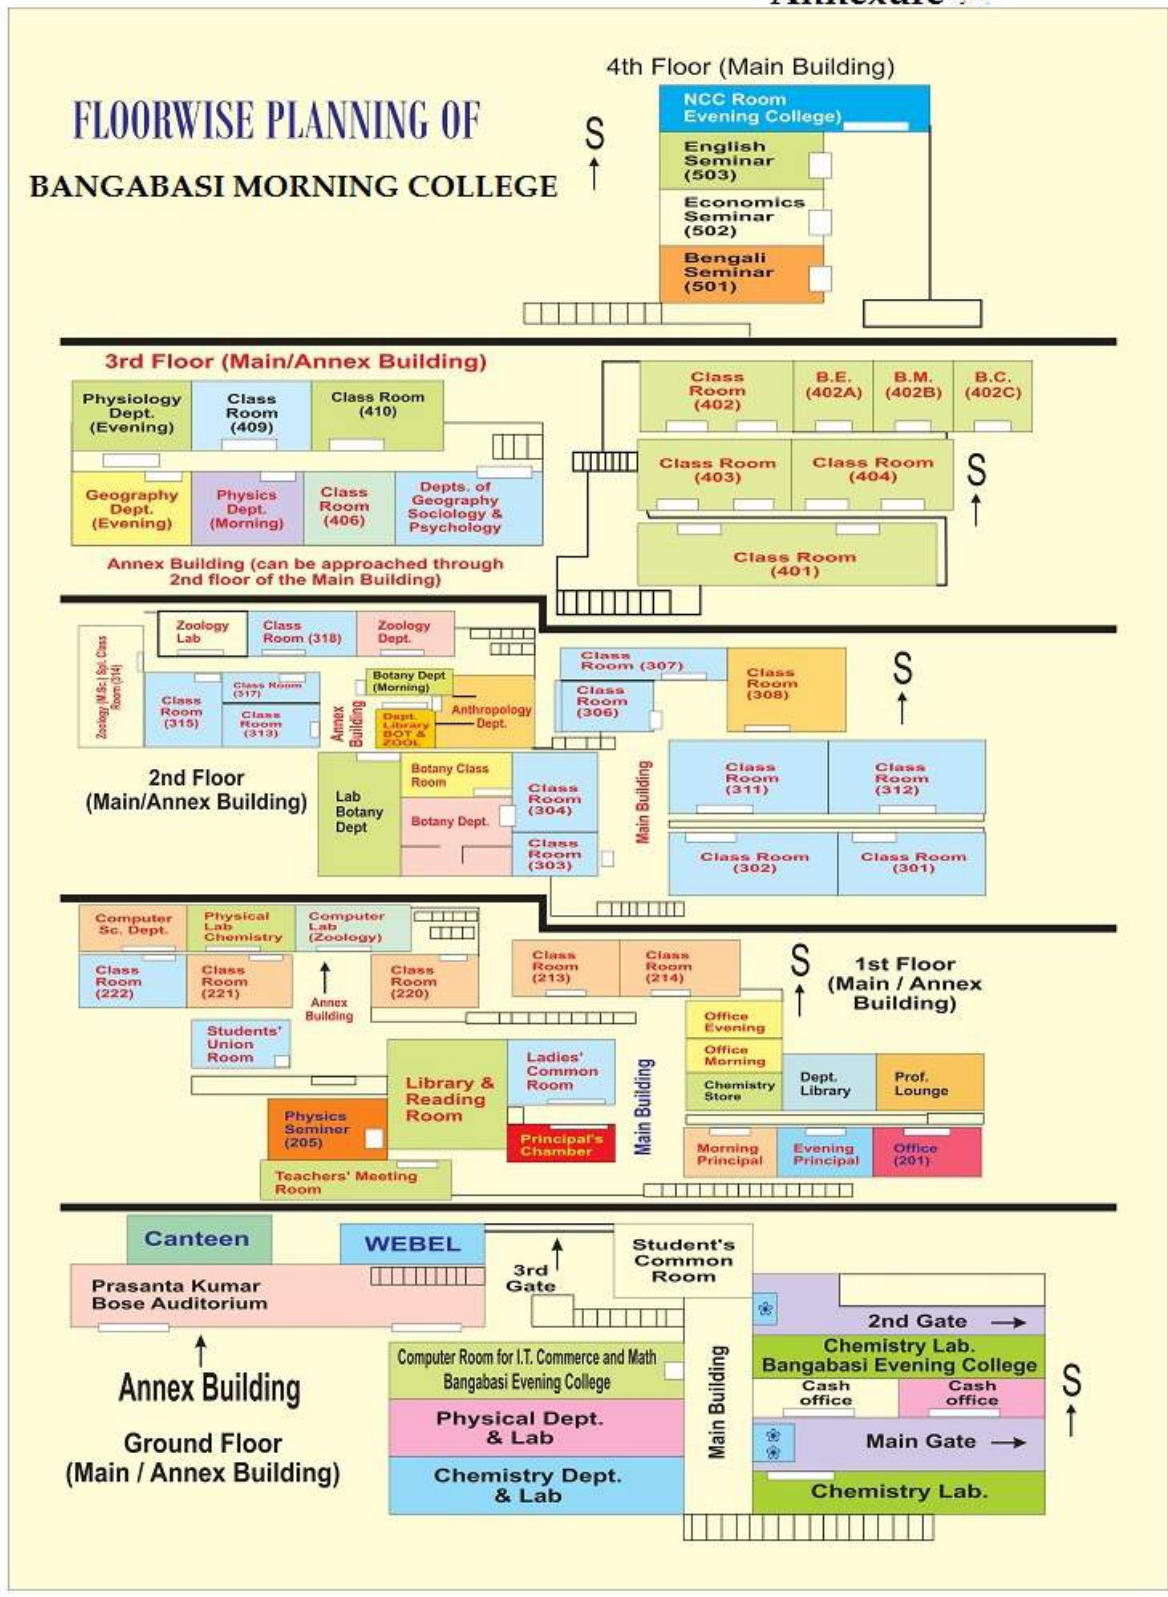 Annexure
FLOORWISE PLANNING OF
BANGABASI MORNING COLLEGE
4th Floor (Main Building)
S
NCC Room
Evening College)
English
Seminar
(503)
Economics
Seminar
(502)
Bengali
Seminar
(501)
3rd Floor (Main/Annex Building)
Physiology
Dept.
(Evening)
Class
Room
(409)
Class Room
(410)
Geography
Dept.
(Evening)
Physics
Dept.
(Morning)
Class
Room
(406)
Depts. of
Geography
Sociology &
Psychology
Annex Building (can be approached through
2nd floor of the Main Building)
Class
Room
(402)
B.E.
(402A)
B.M.
(402B)
B.C.
(402C)
Class Room
(403)
Class Room
(404)
S
Class Room
(401)
Zoology
Lab
Class
Room (318)
Zoology
Dept.
Zoology (M.Sc) Spl. Class
Room (314)
Class
Room
(315)
Class Room
(317)
Class
Room
(313)
Annex
Building
Botany Dept
(Morning)
Dept.
Library
BOT &
ZOOL
Anthropology
Dept.
2nd Floor
(Main/Annex Building)
Lab
Botany
Dept
Botany Class
Room
Botany Dept.
Class
Room
(304)
Class
Room
(303)
Class
Room (307)
Class
Room
(306)
Class
Room
(308)
S
Main Building
Class
Room
(311)
Class
Room
(312)
Class Room
(302)
Class Room
(301)
Computer
Sc. Dept.
Physical
Lab
Chemistry
Computer
Lab
(Zoology)
Class
Room
(222)
Class
Room
(221)
Annex
Building
Class
Room
(220)
Class
Room
(213)
Class
Room
(214)
S
1st Floor
(Main / Annex
Building)
Students'
Union
Room
Library &
Reading
Room
Ladies'
Common
Room
Physics
Seminer
(205)
Principal's
Chamber
Teachers' Meeting
Room
Main Building
Office
Evening
Office
Morning
Chemistry
Store
Dept.
Library
Prof.
Lounge
Morning
Principal
Evening
Principal
Office
(201)
Canteen
WEBEL
Prasanta Kumar
Bose Auditorium
3rd
Gate
Student's
Common
Room
Annex Building
Ground Floor
(Main / Annex Building)
Computer Room for I.T. Commerce and Math
Bangabasi Evening College
Physical Dept.
& Lab
Chemistry Dept.
& Lab
Main Building
2nd Gate
Chemistry Lab.
Bangabasi Evening College
Cash
office
Cash
office
Main Gate
Chemistry Lab.
S